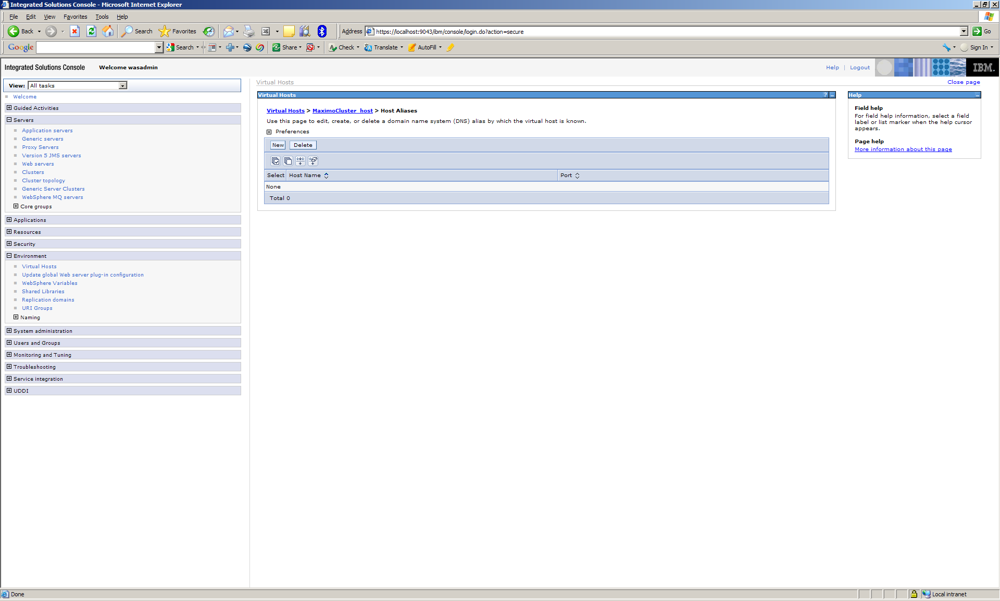 Integrated Solutions Console - Microsoft Internet Explorer
File Edit View Favorites Tools Help
Back Search Favorites Address https://localhost:9043/ibm/console/login.do?action=secure Go
Google Search Share Check Translate AutoFill Sign In
Integrated Solutions Console Welcome wasadmin Help | Logout IBM.
View: All tasks
Welcome
Guided Activities
Servers
Application servers
Generic servers
Proxy Servers
Version 5 JMS servers
Web servers
Clusters
Cluster topology
Generic Server Clusters
WebSphere MQ servers
Core groups
Applications
Resources
Security
Environment
Virtual Hosts
Update global Web server plug-in configuration
WebSphere Variables
Shared Libraries
Replication domains
URI Groups
Naming
System administration
Users and Groups
Monitoring and Tuning
Troubleshooting
Service integration
UDDI
Virtual Hosts Close page
Virtual Hosts ?
Virtual Hosts > MaximoCluster_host > Host Aliases
Use this page to edit, create, or delete a domain name system (DNS) alias by which the virtual host is known.
Preferences
New Delete
Select Host Name Port
None
Total 0
Help
Field help
For field help information, select a field
label or list marker when the help cursor
appears.
Page help
More information about this page
Done Local intranet